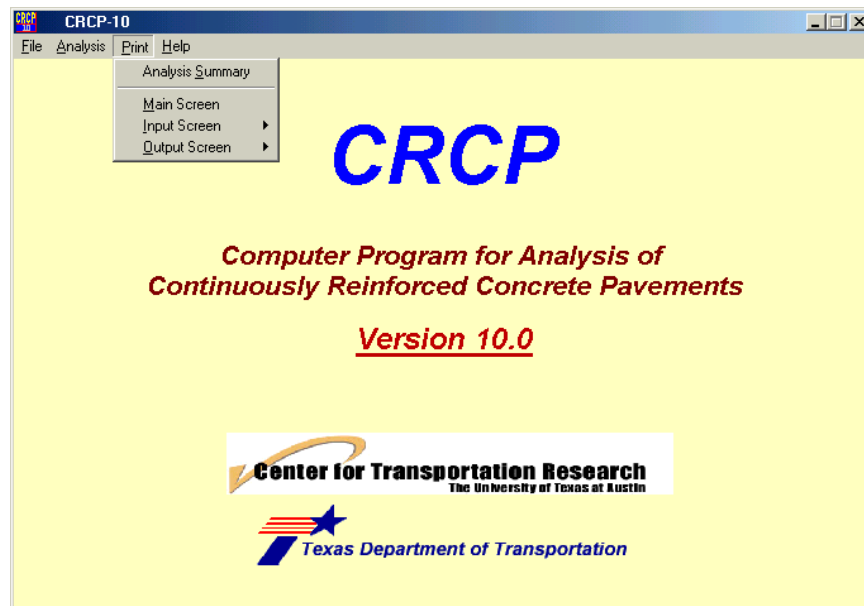 CRCP 10 CRCP-10
File Analysis Print Help
Analysis Summary
Main Screen
Input Screen
Output Screen
CRCP
Computer Program for Analysis of
Continuously Reinforced Concrete Pavements
Version 10.0
Center for Transportation Research
The University of Texas at Austin
Texas Department of Transportation